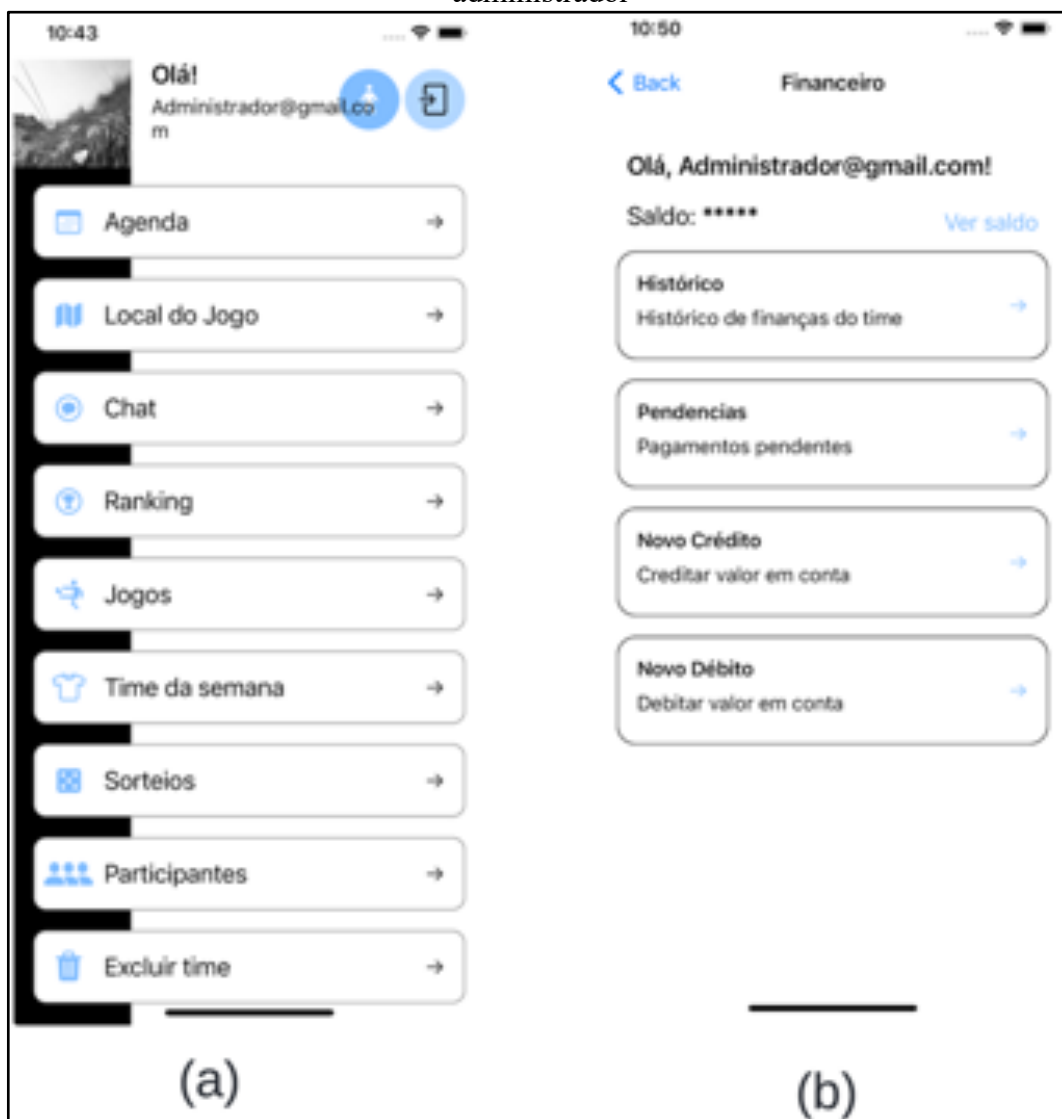 administrador
10:43
Olá!
Administrador@gmail.co
m
Agenda
Local do Jogo
Chat
Ranking
Jogos
Time da semana
Sorteios
Participantes
Excluir time
(a)
10:50
Back
Financeiro
Olá, Administrador@gmail.com!
Saldo: *****
Ver saldo
Histórico
Histórico de finanças do time
Pendencias
Pagamentos pendentes
Novo Crédito
Creditar valor em conta
Novo Débito
Debitar valor em conta
(b)